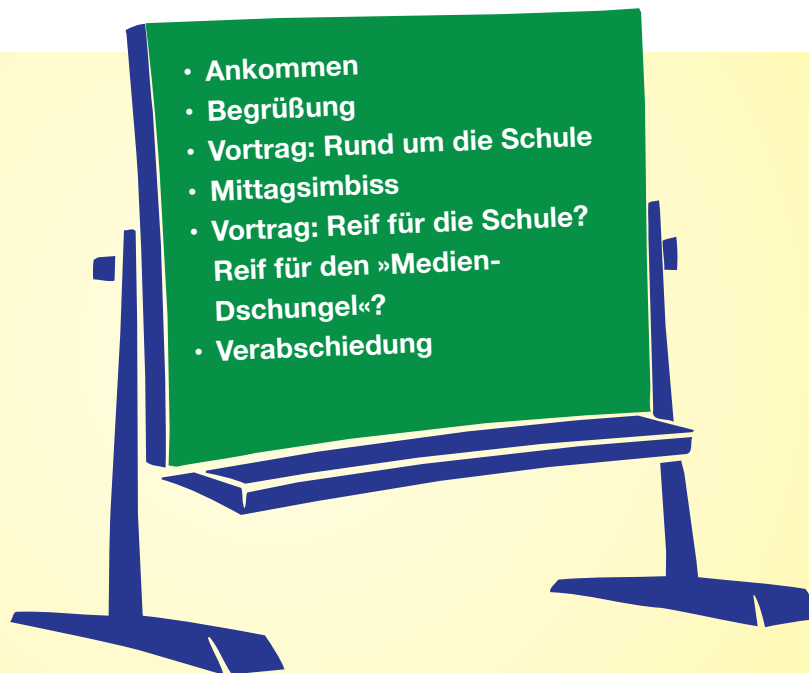 · Ankommen
· Begrüßung
· Vortrag: Rund um die Schule
· Mittagsimbiss
· Vortrag: Reif für die Schule?
Reif für den »Medien-
Dschungel«?
· Verabschiedung